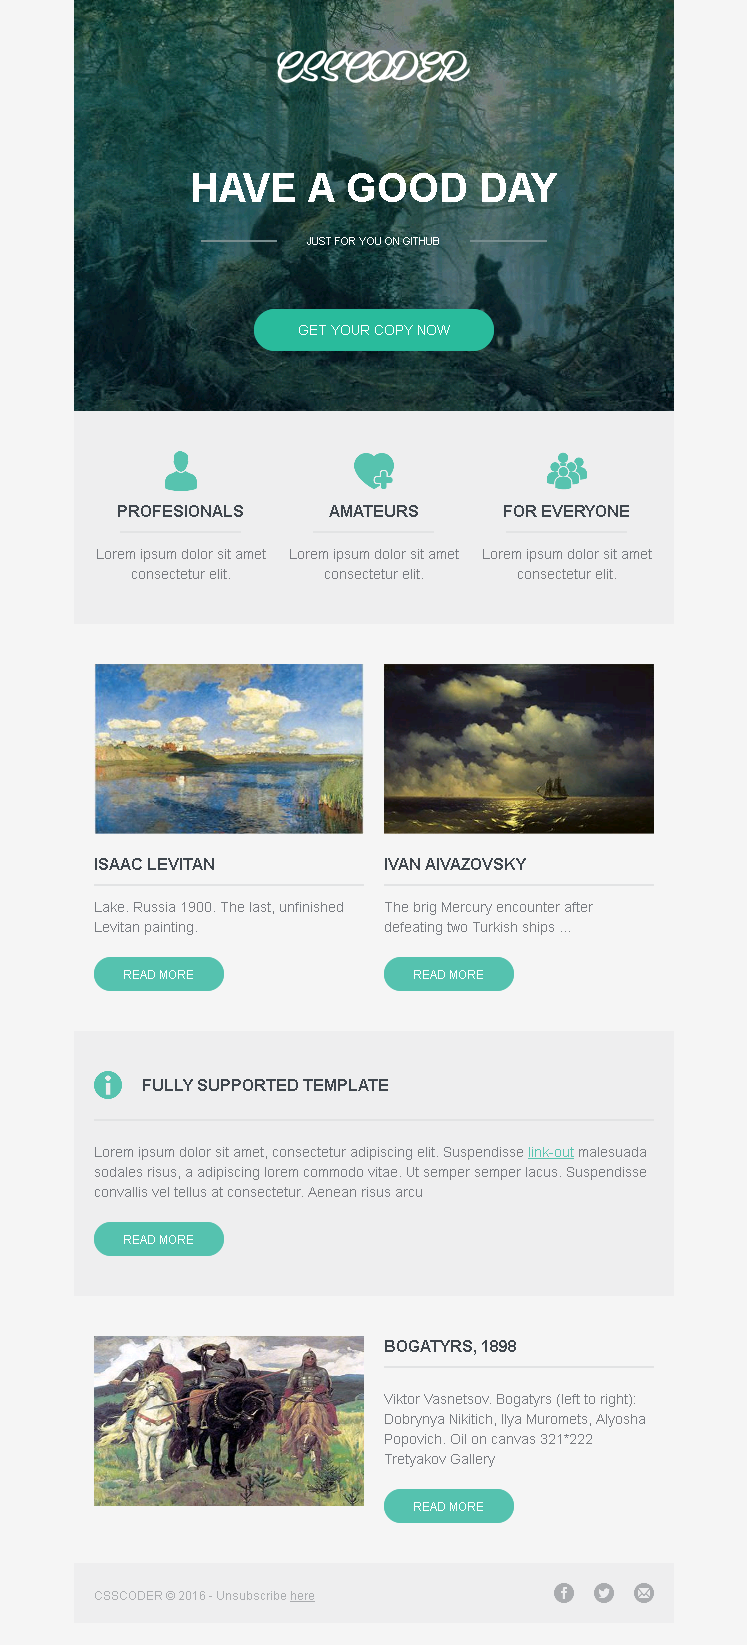 CSSCODER
HAVE A GOOD DAY
JUST FOR YOU ON GITHUB
GET YOUR COPY NOW
PROFESIONALS
Lorem ipsum dolor sit amet
consectetur elit.
AMATEURS
Lorem ipsum dolor sit amet
consectetur elit.
FOR EVERYONE
Lorem ipsum dolor sit amet
consectetur elit.
ISAAC LEVITAN
Lake. Russia 1900. The last, unfinished
Levitan painting.
READ MORE
IVAN AIVAZOVSKY
The brig Mercury encounter after
defeating two Turkish ships ...
READ MORE
FULLY SUPPORTED TEMPLATE
Lorem ipsum dolor sit amet, consectetur adipiscing elit. Suspendisse link-out malesuada
sodales risus, a adipiscing lorem commodo vitae. Ut semper semper lacus. Suspendisse
convallis vel tellus at consectetur. Aenean risus arcu
READ MORE
BOGATYRS, 1898
Viktor Vasnetsov. Bogatyrs (left to right):
Dobrynya Nikitich, Ilya Muromets, Alyosha
Popovich. Oil on canvas 321*222
Tretyakov Gallery
READ MORE
CSSCODER © 2016 - Unsubscribe here